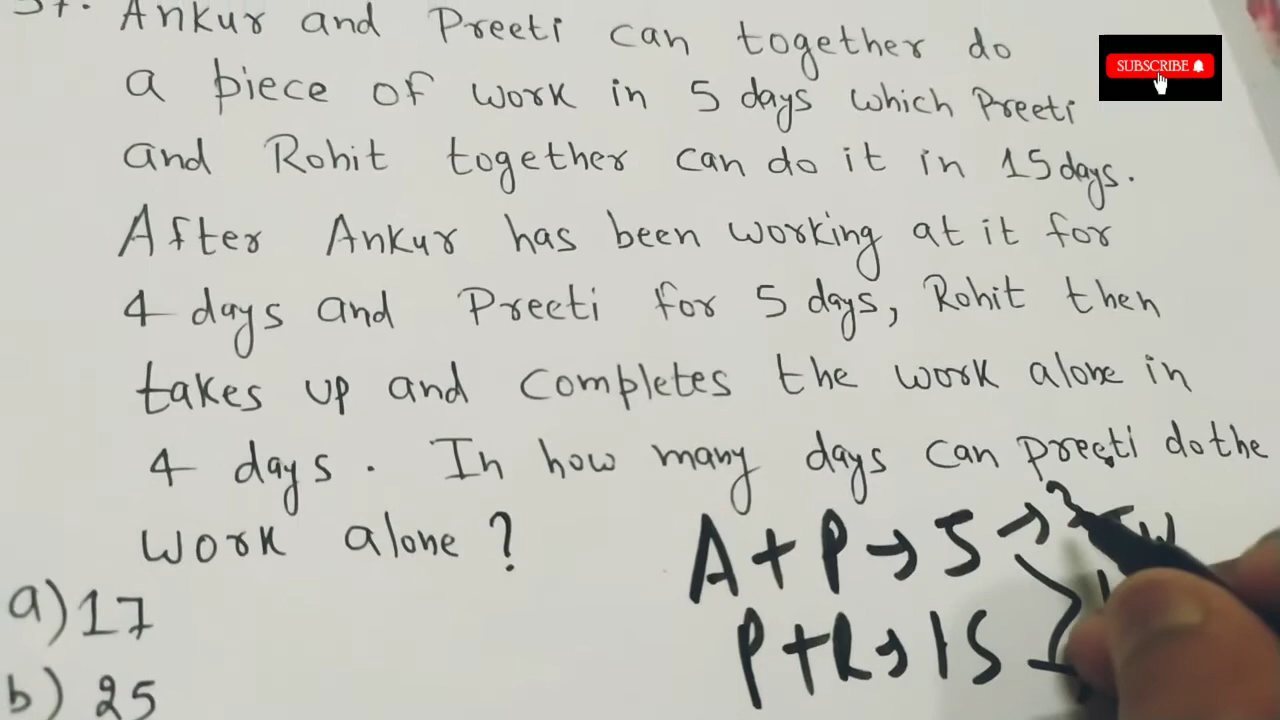 37. Ankur and Preeti can together do
SUBSCRIBE
a piece of work in 5 days which Preeti
and Rohit together can do it in 15 days.
After Ankur has been working at it for
4 days and Preeti for 5 days, Rohit then
takes up and completes the work alone in
4 days. In how many days can preeti do the
work alone ?
A + P → 5 →
P + R → 15
a) 17
b) 25